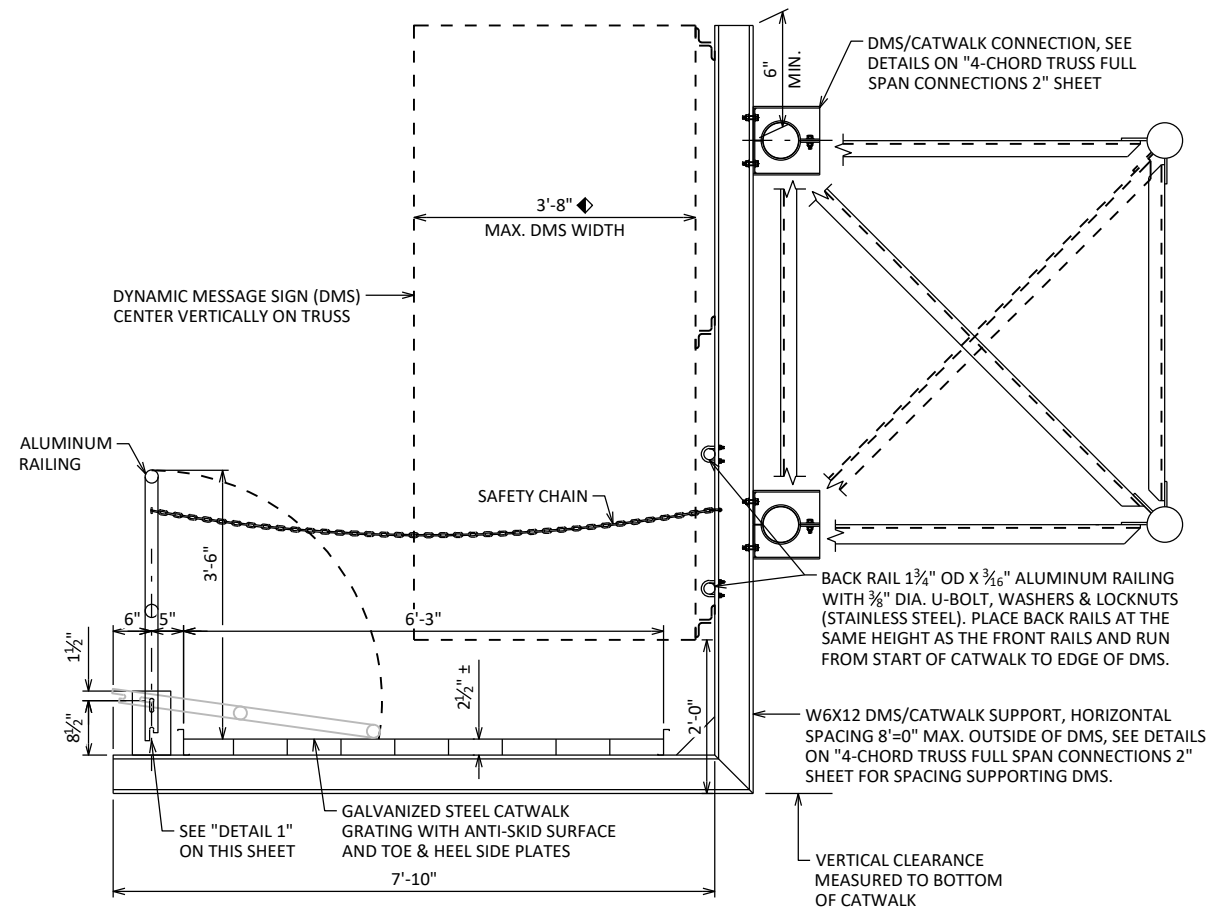 6"
MIN.
DMS/CATWALK CONNECTION, SEE
DETAILS ON "4-CHORD TRUSS FULL
SPAN CONNECTIONS 2" SHEET
3'-8"
MAX. DMS WIDTH
DYNAMIC MESSAGE SIGN (DMS)
CENTER VERTICALLY ON TRUSS
ALUMINUM
RAILING
SAFETY CHAIN
3'-6"
6"
5"
6'-3"
1½"
8½"
2½" ±
2'-0"
BACK RAIL 1¾" OD X 3⁄16" ALUMINUM RAILING
WITH ⅜" DIA. U-BOLT, WASHERS & LOCKNUTS
(STAINLESS STEEL). PLACE BACK RAILS AT THE
SAME HEIGHT AS THE FRONT RAILS AND RUN
FROM START OF CATWALK TO EDGE OF DMS.
W6X12 DMS/CATWALK SUPPORT, HORIZONTAL
SPACING 8'=0" MAX. OUTSIDE OF DMS, SEE DETAILS
ON "4-CHORD TRUSS FULL SPAN CONNECTIONS 2"
SHEET FOR SPACING SUPPORTING DMS.
SEE "DETAIL 1"
ON THIS SHEET
GALVANIZED STEEL CATWALK
GRATING WITH ANTI-SKID SURFACE
AND TOE & HEEL SIDE PLATES
VERTICAL CLEARANCE
MEASURED TO BOTTOM
OF CATWALK
7'-10"